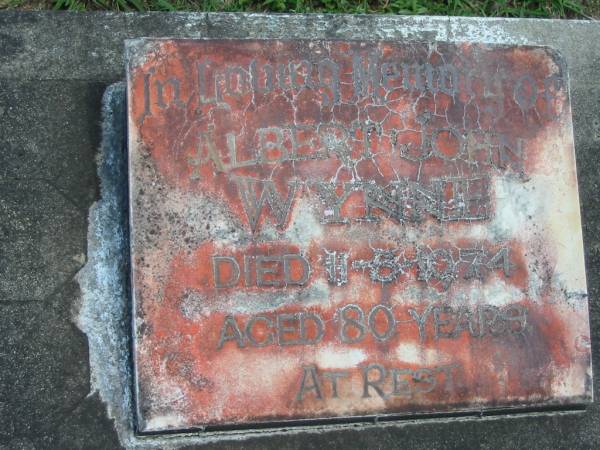 In Loving Memory of
ALBERT JOHN
WYNNE
DIED 11-8-1974
AGED 80 YEARS
AT REST